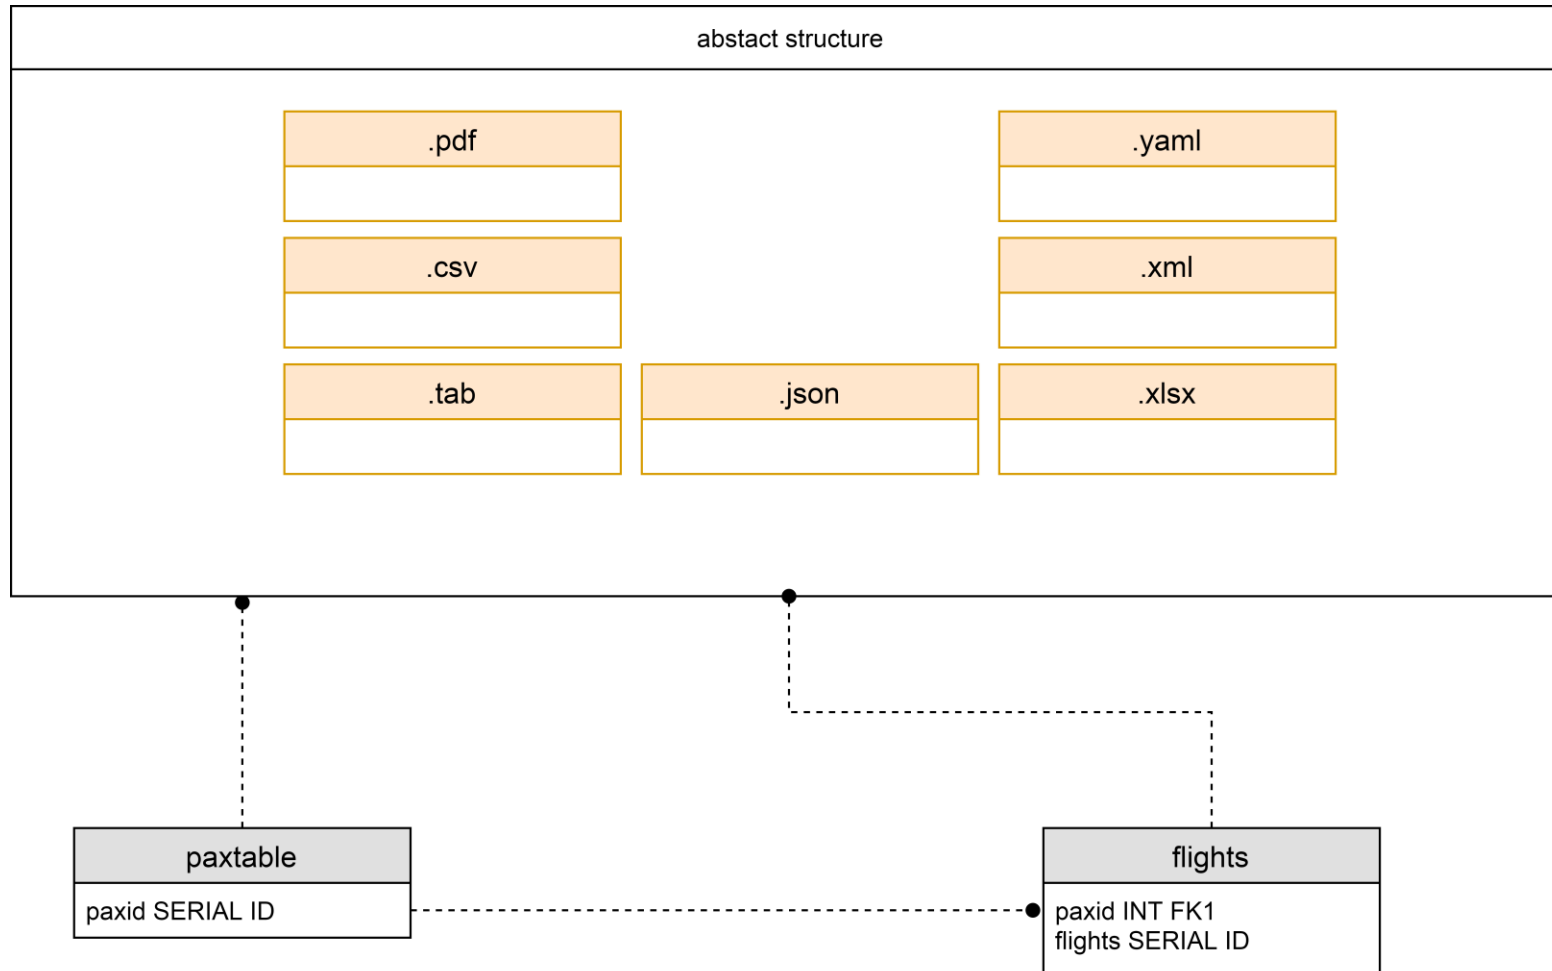 abstact structure
.pdf
.yaml
.csv
.xml
.tab
.json
.xlsx
paxtable
flights
paxid SERIAL ID
paxid INT FK1
flights SERIAL ID